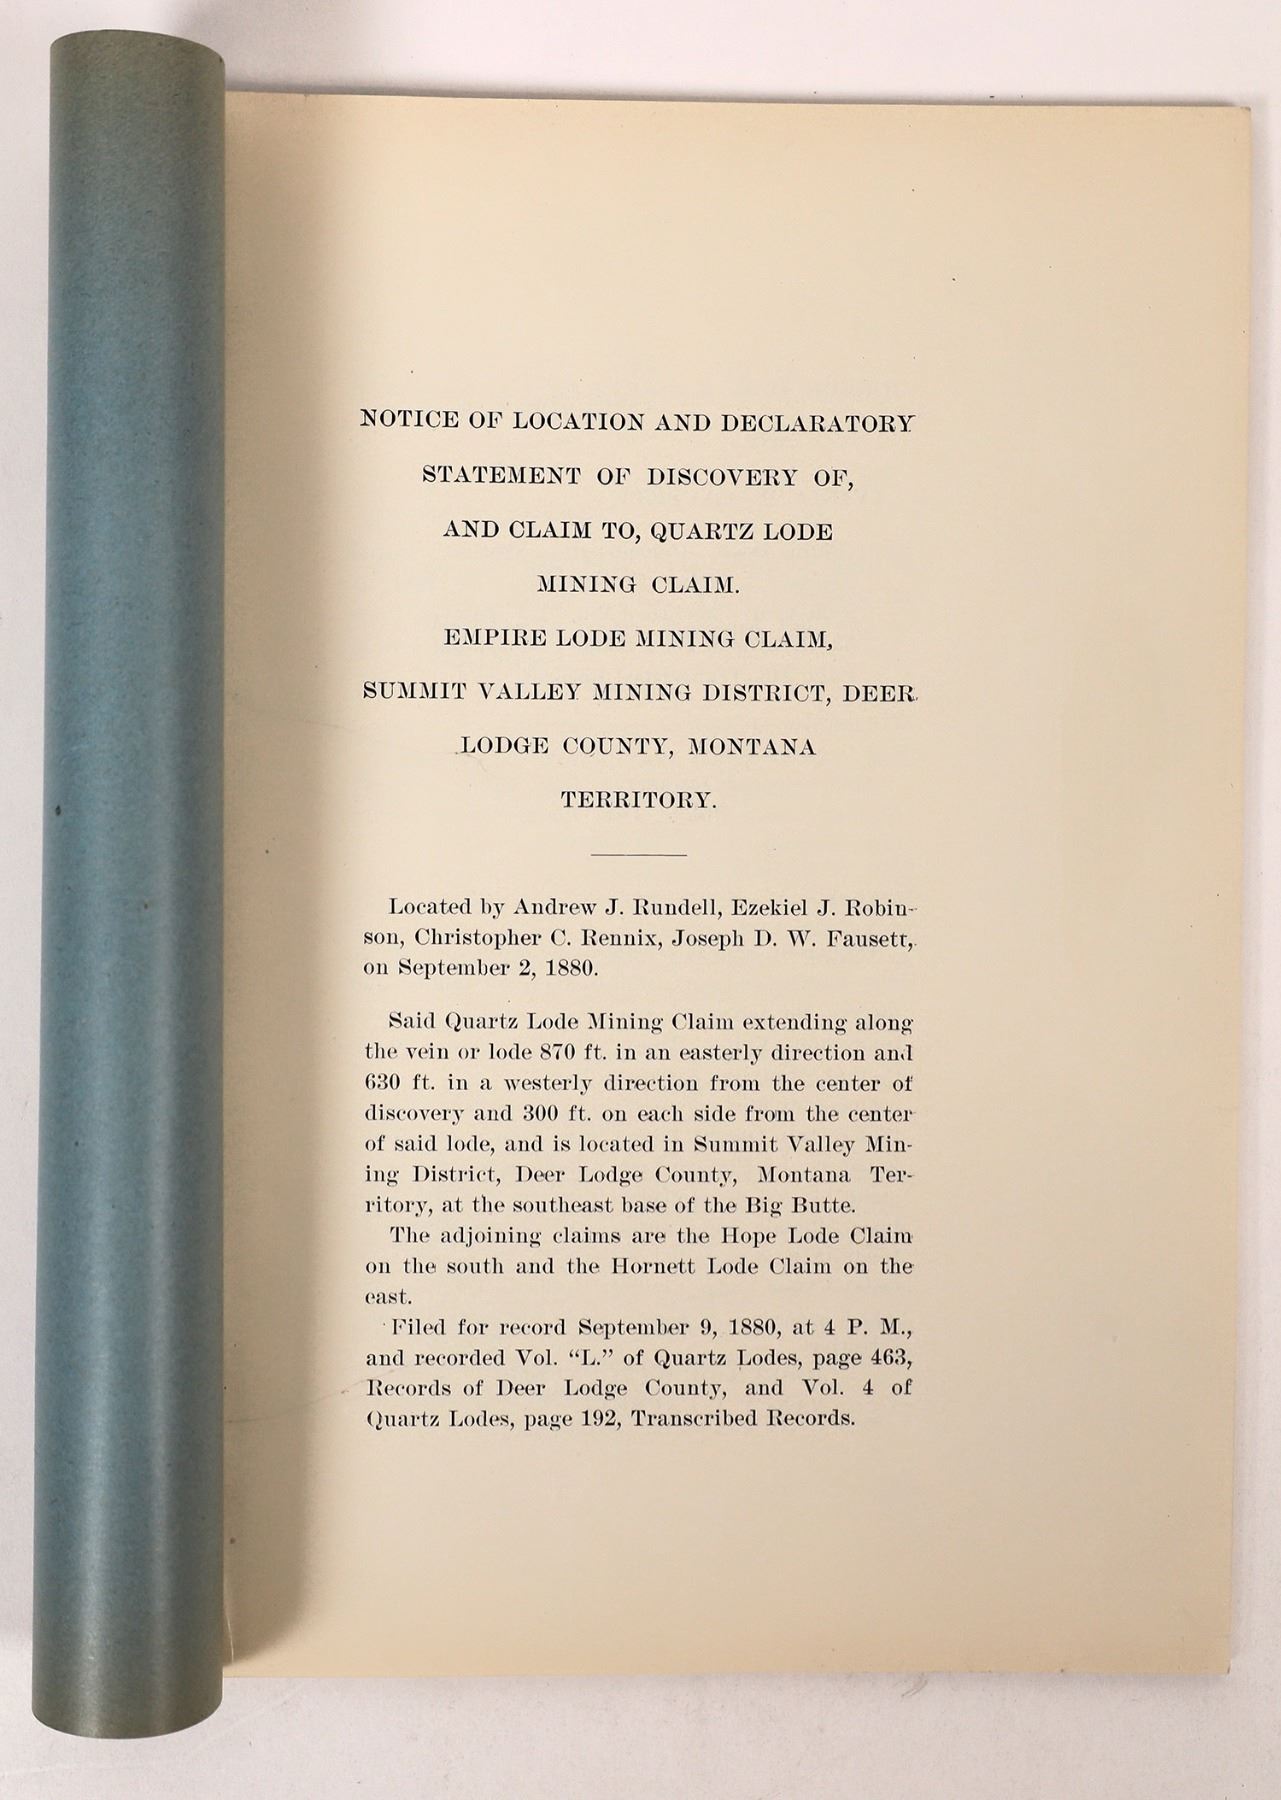 NOTICE OF LOCATION AND DECLARATORY
STATEMENT OF DISCOVERY OF,
AND CLAIM TO, QUARTZ LODE
MINING CLAIM.
EMPIRE LODE MINING CLAIM,
SUMMIT VALLEY MINING DISTRICT, DEER
LODGE COUNTY, MONTANA
TERRITORY.
Located by Andrew J. Rundell, Ezekiel J. Robin-
son, Christopher C. Rennix, Joseph D. W. Fausett,
on September 2, 1880.
Said Quartz Lode Mining Claim extending along
the vein or lode 870 ft. in an easterly direction and
630 ft. in a westerly direction from the center of
discovery and 300 ft. on each side from the center
of said lode, and is located in Summit Valley Min-
ing District, Deer Lodge County, Montana Ter-
ritory, at the southeast base of the Big Butte.
The adjoining claims are the Hope Lode Claim
on the south and the Hornett Lode Claim on the
east.
Filed for record September 9, 1880, at 4 P. M.,
and recorded Vol. “L.” of Quartz Lodes, page 463,
Records of Deer Lodge County, and Vol. 4 of
Quartz Lodes, page 192, Transcribed Records.